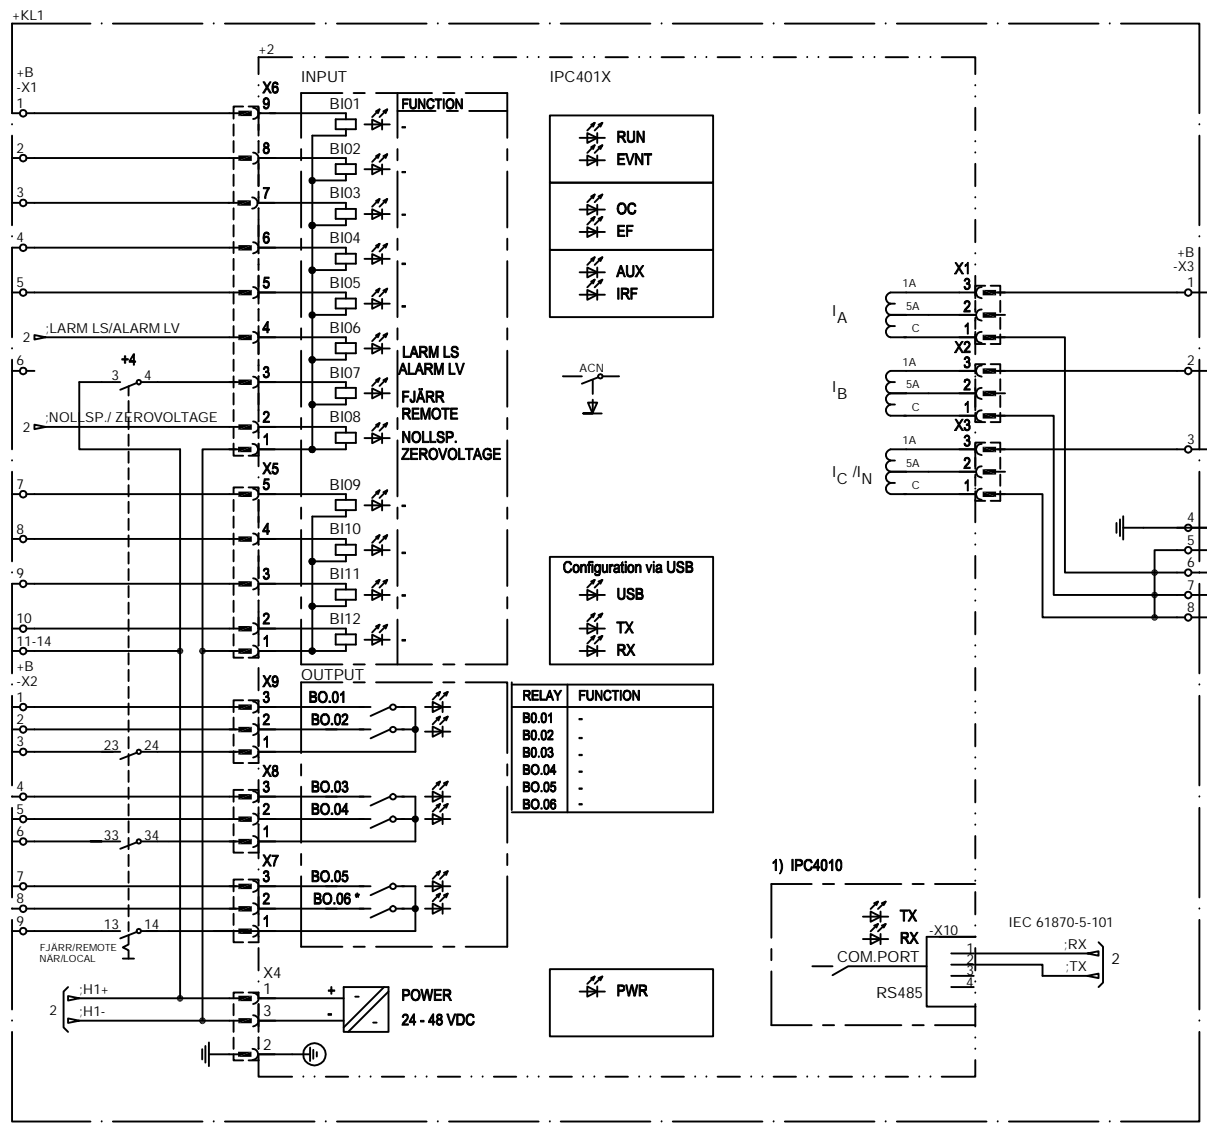 +KL1
+2
+B
-X1
1
2
3
4
5
2 ;LARM LS/ALARM LV
6
+4
3 4
2 ;NOLLSP./ ZEROVOLTAGE
7
8
9
10
11-14
+B
-X2
1
2
3
23 24
4
5
6
33 34
7
8
9
13 14
FJÄRR/REMOTE
NÄR/LOCAL
2
;H1+
;H1-
INPUT
IPC401X
FUNCTION
X6
9 BI01 -
8 BI02 -
7 BI03 -
6 BI04 -
5 BI05 -
4 BI06
LARM LS
ALARM LV
3 BI07
FJÄRR
REMOTE
2 BI08
1
NOLLSP.
ZEROVOLTAGE
X5
5 BI09 -
4 BI10 -
3 BI11 -
2 BI12 -
1
OUTPUT
X9
3 BO.01
2 BO.02
1
X8
3 BO.03
2 BO.04
1
X7
3 BO.05
2 BO.06 *
1
X4
1 + - POWER
3 - - 24 - 48 VDC
2
RUN
EVNT
OC
EF
AUX
IRF
ACN
Configuration via USB
USB
TX
RX
RELAY FUNCTION
B0.01 -
B0.02 -
BO.03 -
BO.04 -
BO.05 -
BO.06 -
PWR
IA
X1
1A 3
5A 2
C 1
IB
X2
1A 3
5A 2
C 1
IC /IN
X3
1A 3
5A 2
C 1
+B
-X3
1
2
3
4
5
6
7
8
1) IPC4010
TX
RX
COM.PORT
RS485
-X10
1
2
3
4
IEC 61870-5-101
;RX
;TX
2